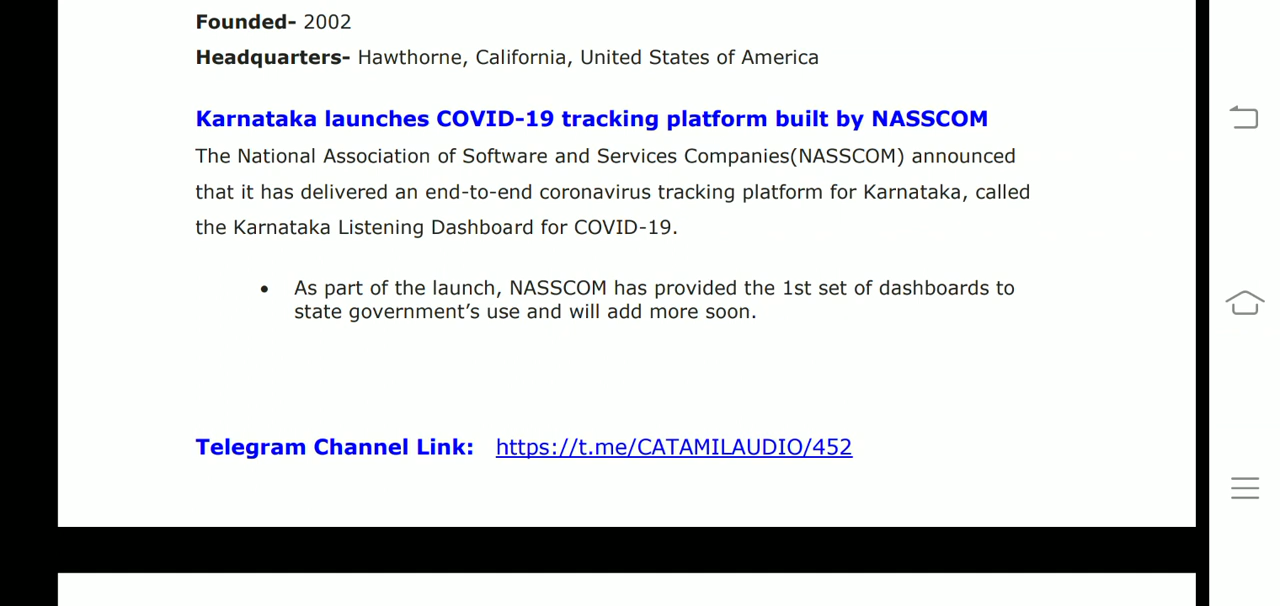 Founded- 2002
Headquarters- Hawthorne, California, United States of America
Karnataka launches COVID-19 tracking platform built by NASSCOM
The National Association of Software and Services Companies(NASSCOM) announced
that it has delivered an end-to-end coronavirus tracking platform for Karnataka, called
the Karnataka Listening Dashboard for COVID-19.
• As part of the launch, NASSCOM has provided the 1st set of dashboards to
state government’s use and will add more soon.
Telegram Channel Link: https://t.me/CATAMILAUDIO/452